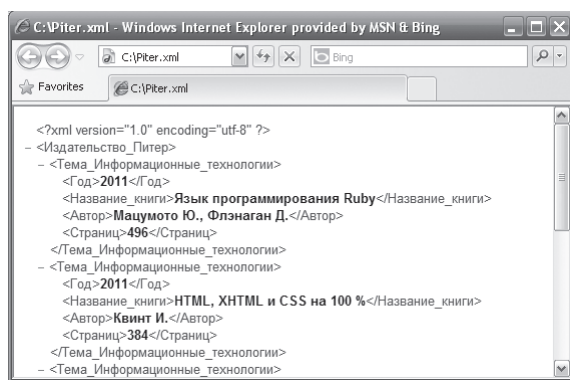 C:\Piter.xml - Windows Internet Explorer provided by MSN & Bing
C:\Piter.xml
Bing
Favorites
C:\Piter.xml
<?xml version="1.0" encoding="utf-8" ?>
– <Издательство_Питер>
– <Тема_Информационные_технологии>
<Год>2011</Год>
<Название_книги>Язык программирования Ruby</Название_книги>
<Автор>Мацумото Ю., Флэнаган Д.</Автор>
<Страниц>496</Страниц>
</Тема_Информационные_технологии>
– <Тема_Информационные_технологии>
<Год>2011</Год>
<Название_книги>HTML, XHTML и CSS на 100 %</Название_книги>
<Автор>Квинт И.</Автор>
<Страниц>384</Страниц>
</Тема_Информационные_технологии>
– <Тема_Информационные_технологии>